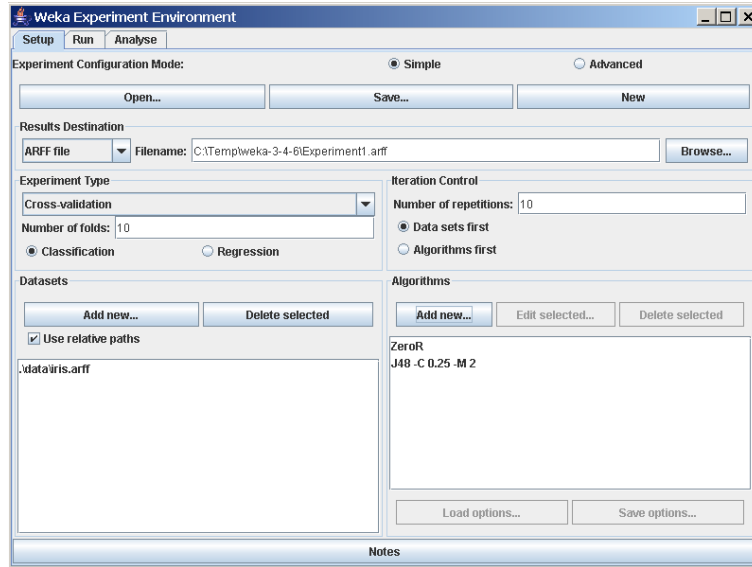 Weka Experiment Environment
Setup Run Analyse
Experiment Configuration Mode: Simple Advanced
Open... Save... New
Results Destination
ARFF file Filename: C:\Temp\weka-3-4-6\Experiment1.arff Browse...
Experiment Type Iteration Control
Cross-validation Number of repetitions: 10
Number of folds: 10 Data sets first
Classification Regression Algorithms first
Datasets Algorithms
Add new... Delete selected Add new... Edit selected... Delete selected
Use relative paths
.\data\iris.arff ZeroR
J48 -C 0.25 -M 2
Load options... Save options...
Notes